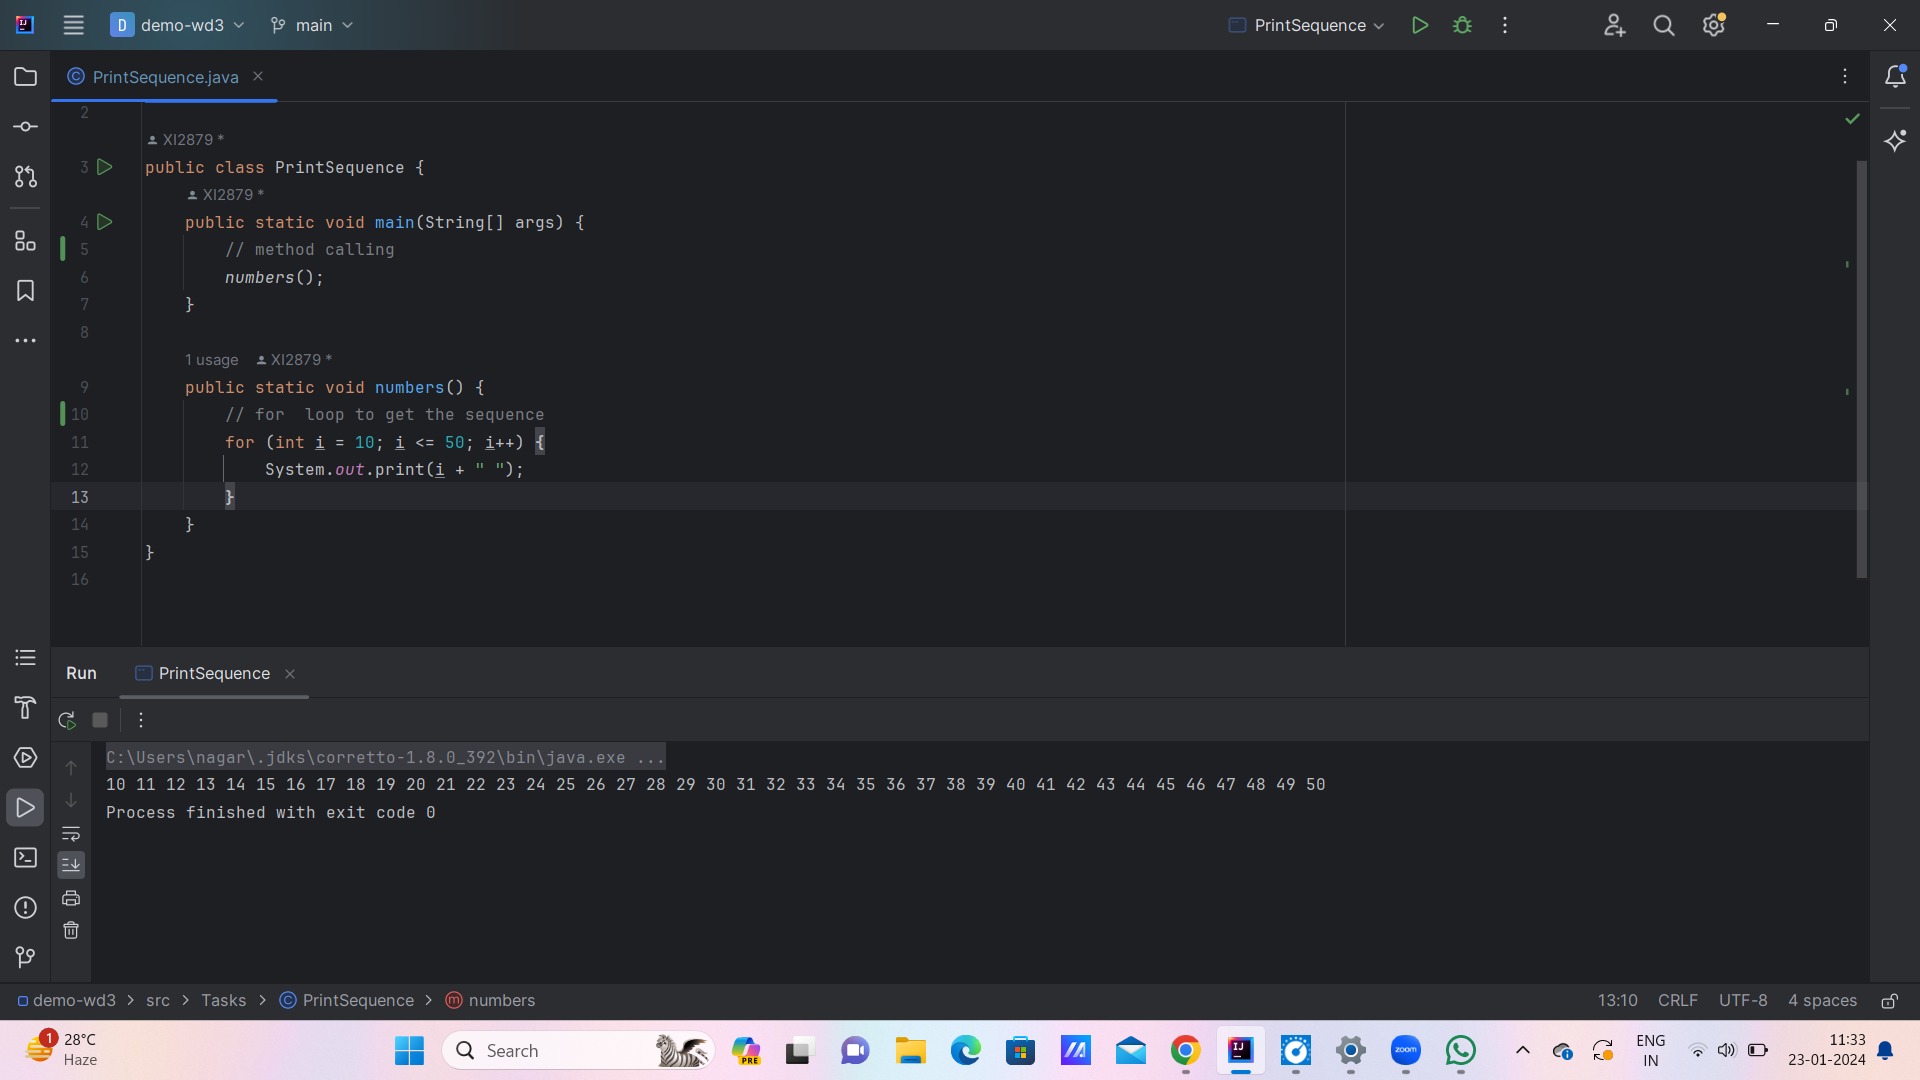 D demo-wd3 main PrintSequence
PrintSequence.java
2
XI2879 *
3 public class PrintSequence {
XI2879 *
4 public static void main(String[] args) {
5 // method calling
6 numbers();
7 }
8
1 usage XI2879 *
9 public static void numbers() {
10 // for  loop to get the sequence
11 for (int i = 10; i <= 50; i++) {
12 System.out.print(i + " ");
13 }
14 }
15 }
16
Run PrintSequence
C:\Users\nagar\.jdks\corretto-1.8.0_392\bin\java.exe ...
10 11 12 13 14 15 16 17 18 19 20 21 22 23 24 25 26 27 28 29 30 31 32 33 34 35 36 37 38 39 40 41 42 43 44 45 46 47 48 49 50
Process finished with exit code 0
demo-wd3 > src > Tasks > PrintSequence > numbers 13:10 CRLF UTF-8 4 spaces
1 28°C
Haze
Search
PRE
zoom
ENG
IN
11:33
23-01-2024